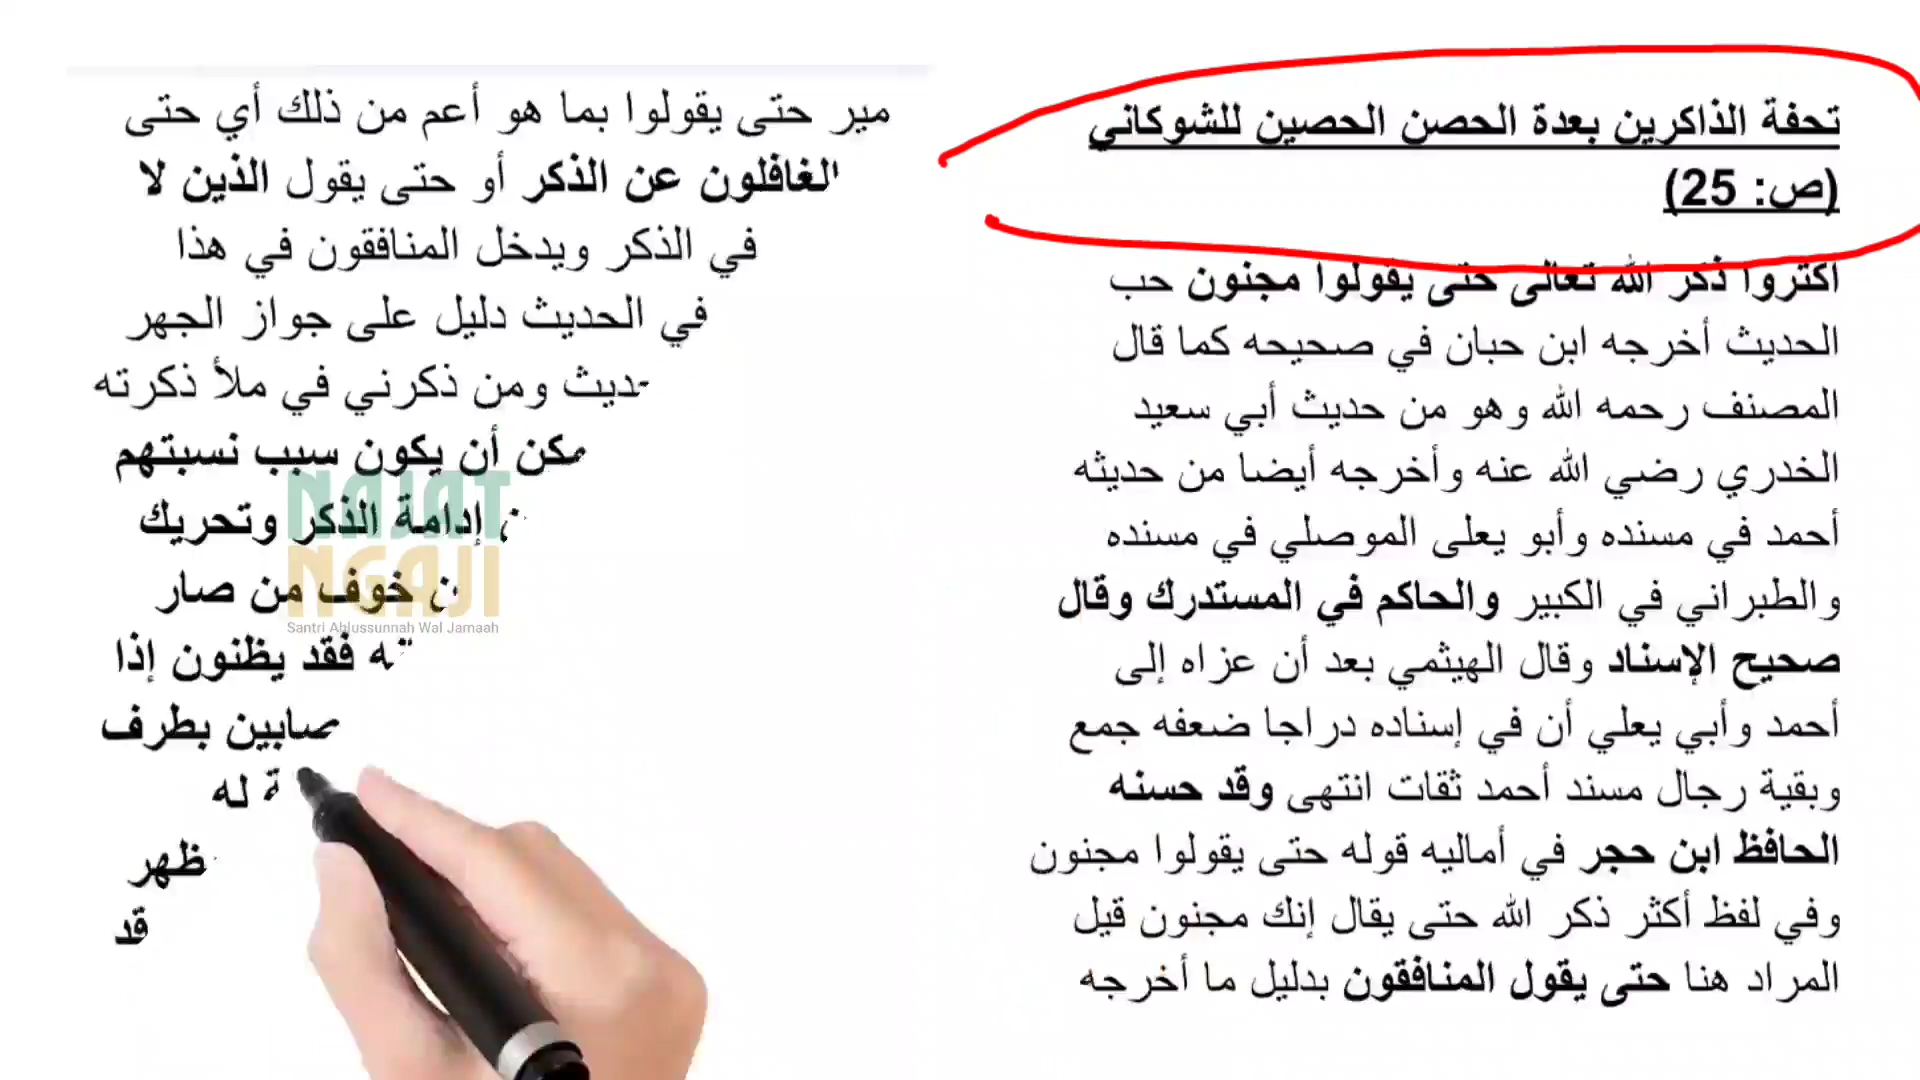 تحفة الذاكرين بعدة الحصن الحصين للشوكاني
(ص: 25)
أكثروا ذكر الله تعالى حتى يقولوا مجنون حب
الحديث أخرجه ابن حبان في صحيحه كما قال
المصنف رحمه الله وهو من حديث أبي سعيد
الخدري رضي الله عنه وأخرجه أيضا من حديثه
أحمد في مسنده وأبو يعلى الموصلي في مسنده
والطبراني في الكبير والحاكم في المستدرك وقال
صحيح الإسناد وقال الهيثمي بعد أن عزاه إلى
أحمد وأبي يعلي أن في إسناده دراجا ضعفه جمع
وبقية رجال مسند أحمد ثقات انتهى وقد حسنه
الحافظ ابن حجر في أماليه قوله حتى يقولوا مجنون
وفي لفظ أكثر ذكر الله حتى يقال إنك مجنون قيل
المراد هنا حتى يقول المنافقون بدليل ما أخرجه
حتى يقولوا بما هو أعم من ذلك أي حتى
الغافلون عن الذكر أو حتى يقول الذين لا
في الذكر ويدخل المنافقون في هذا
في الحديث دليل على جواز الجهر
ومن ذكرني في ملأ ذكرته
أن يكون سبب نسبتهم
إدامة الذكر وتحريك
خوف من صار
فقد يظنون إذا
بطرف
له
قد
NAJAT
NGAJI
Santri Ahlussunnah Wal Jamaah